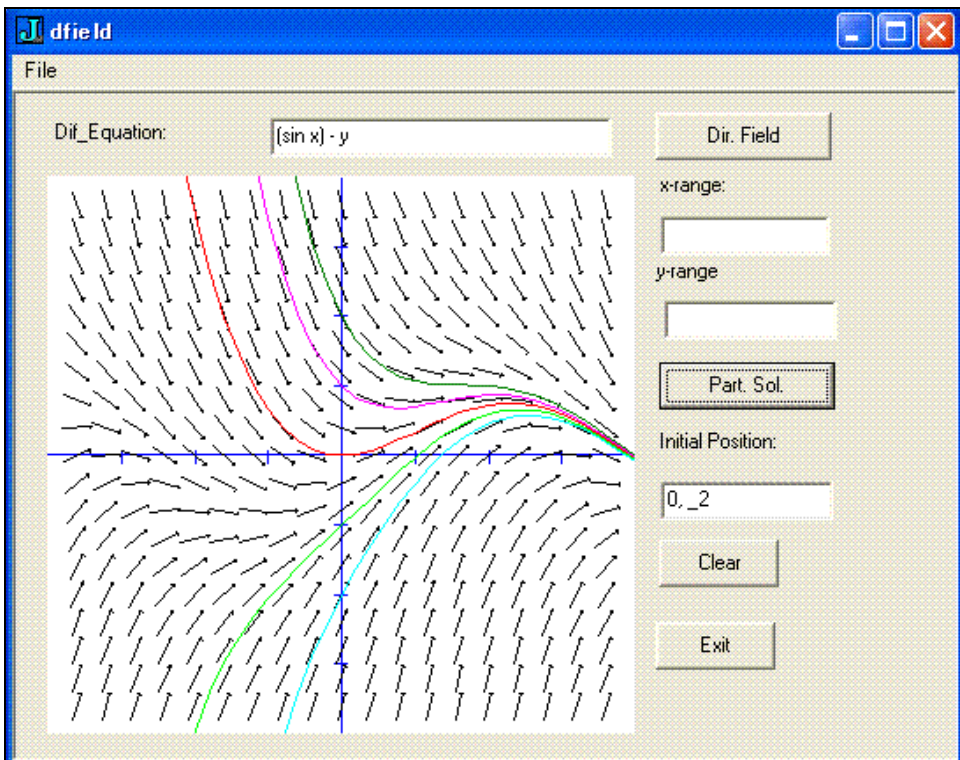 dfield
File
Dif_Equation:
(sin x) - y
Dir. Field
x-range:
y-range
Part. Sol.
Initial Position:
0, _2
Clear
Exit